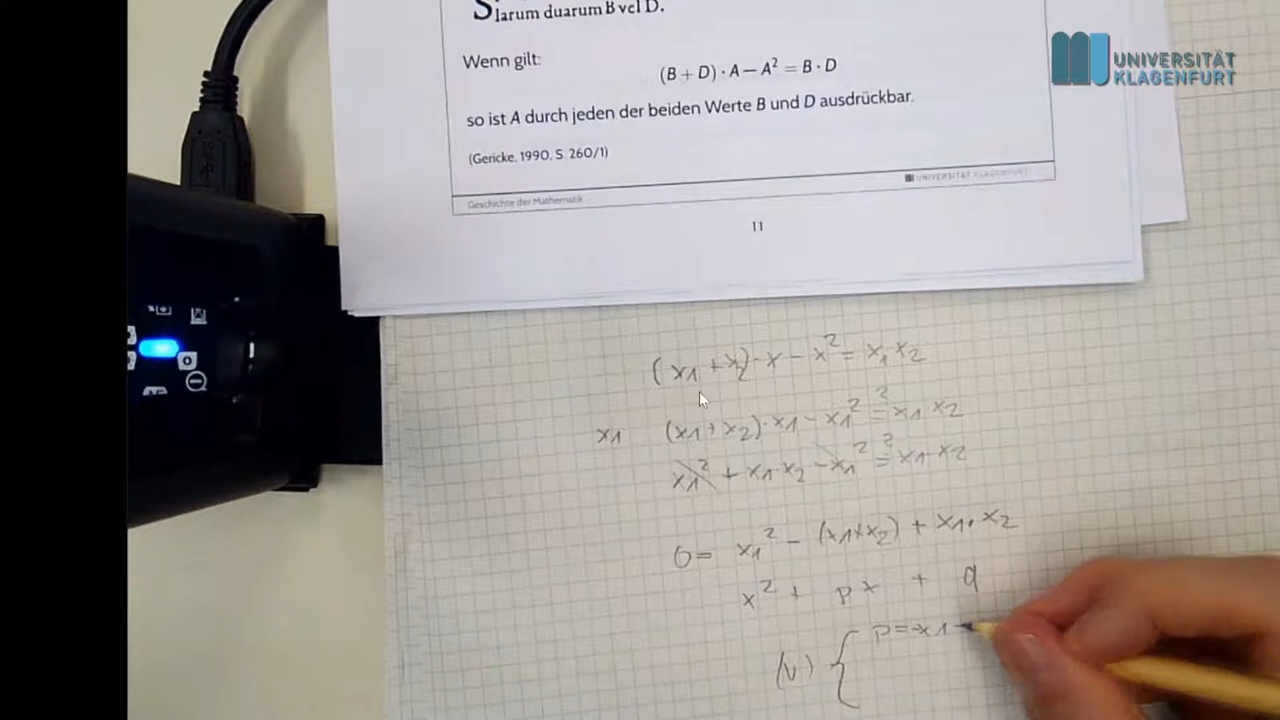 larum duarum B vel D.
UNIVERSITÄT
KLAGENFURT
Wenn gilt:
(B + D) · A − A² = B · D
so ist A durch jeden der beiden Werte B und D ausdrückbar.
(Gericke, 1990, S. 260/1)
UNIVERSITÄT KLAGENFURT
Geschichte der Mathematik
11
(x1 + x2) · x − x² = x1 · x2
x1 (x1 + x2) · x1 − x1² ?= x1 · x2
x1² + x1 · x2 − x1² ?= x1 · x2
0 = x1² − (x1 + x2) + x1 · x2
x² + px + q
(V) { p = −x1 −